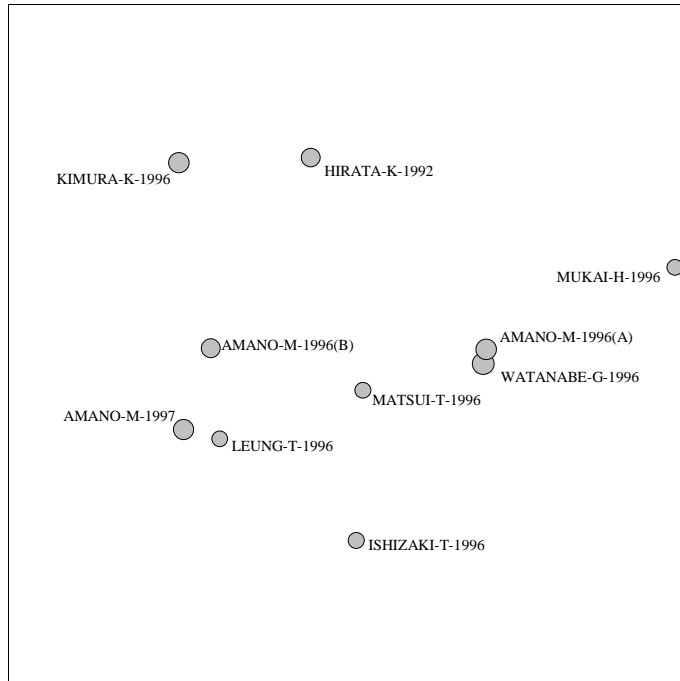 HIRATA-K-1992
KIMURA-K-1996
MUKAI-H-1996
AMANO-M-1996(A)
AMANO-M-1996(B)
WATANABE-G-1996
MATSUI-T-1996
AMANO-M-1997
LEUNG-T-1996
ISHIZAKI-T-1996